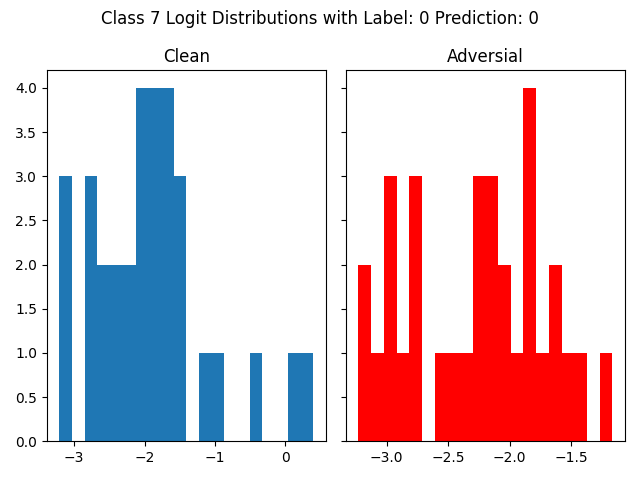 Class 7 Logit Distributions with Label: 0 Prediction: 0
Clean
Adversial
4.0
3.5
3.0
2.5
2.0
1.5
1.0
0.5
0.0
−3 −2 −1 0
−3.0 −2.5 −2.0 −1.5